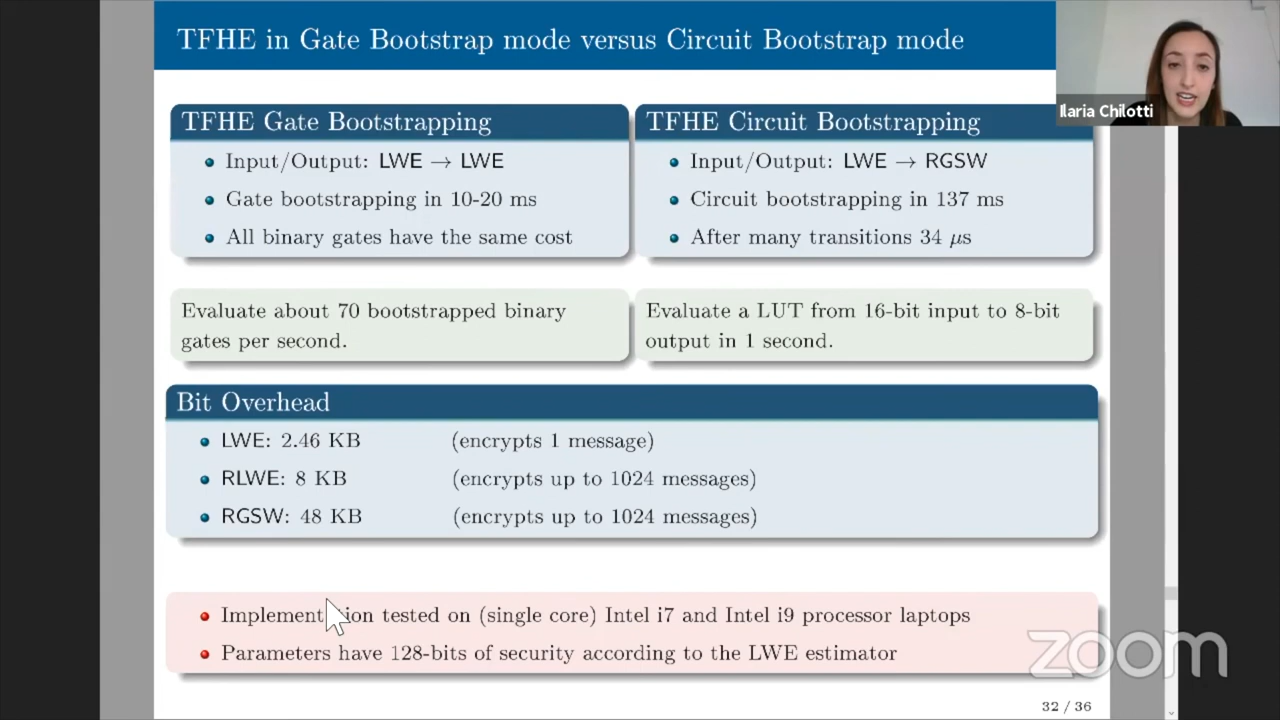 TFHE in Gate Bootstrap mode versus Circuit Bootstrap mode
Ilaria Chilotti
TFHE Gate Bootstrapping
Input/Output: LWE → LWE
Gate bootstrapping in 10-20 ms
All binary gates have the same cost
TFHE Circuit Bootstrapping
Input/Output: LWE → RGSW
Circuit bootstrapping in 137 ms
After many transitions 34 μs
Evaluate about 70 bootstrapped binary
gates per second.
Evaluate a LUT from 16-bit input to 8-bit
output in 1 second.
Bit Overhead
LWE: 2.46 KB (encrypts 1 message)
RLWE: 8 KB (encrypts up to 1024 messages)
RGSW: 48 KB (encrypts up to 1024 messages)
Implementation tested on (single core) Intel i7 and Intel i9 processor laptops
Parameters have 128-bits of security according to the LWE estimator
zoom
32 / 36